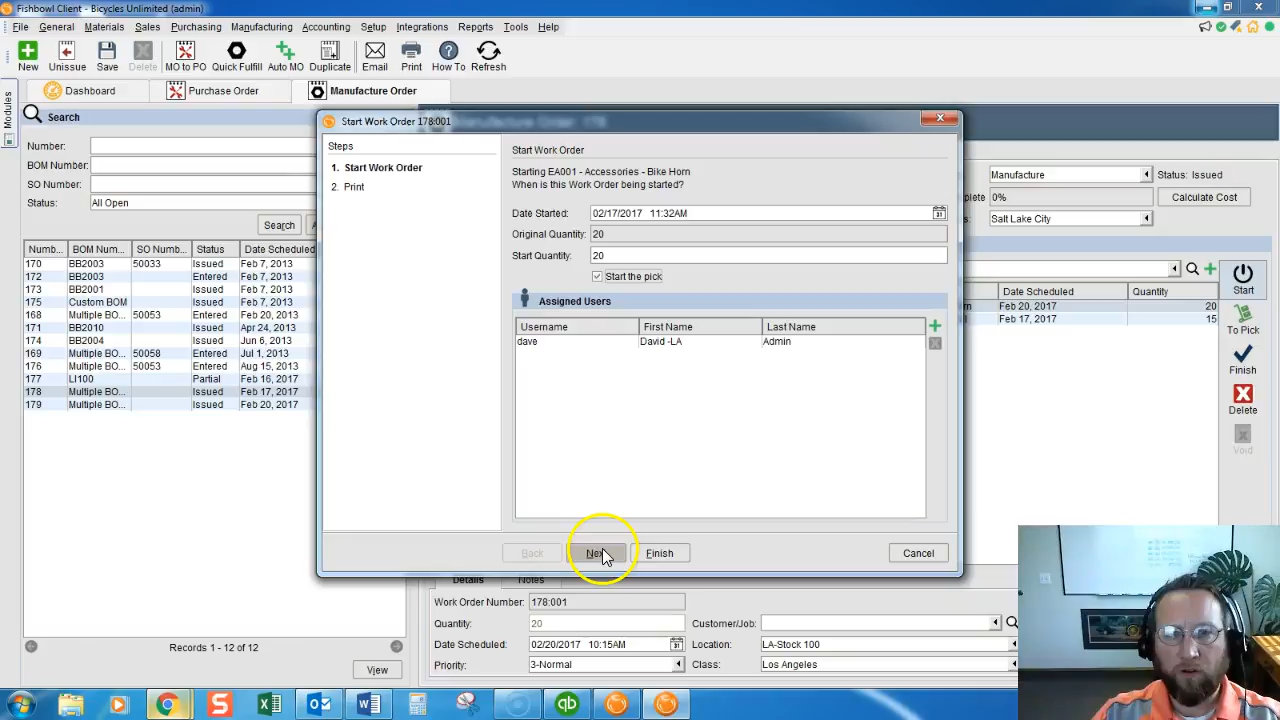 Fishbowl Client - Bicycles Unlimited (admin)
File General Materials Sales Purchasing Manufacturing Accounting Setup Integrations Reports Tools Help
New Unissue Save Delete MO to PO Quick Fulfill Auto MO Duplicate Email Print How To Refresh
Modules
Dashboard Purchase Order Manufacture Order
Search
Number:
BOM Number:
SO Number:
Status: All Open
Search
Numb... BOM Num... SO Numb... Status Date Scheduled
170 BB2003 50033 Issued Feb 7, 2013
172 BB2003 Entered Feb 7, 2013
173 BB2001 Issued Feb 7, 2013
175 Custom BOM Issued Feb 7, 2013
168 Multiple BO... 50053 Entered Feb 7, 2013
171 BB2010 Issued Apr 24, 2013
174 BB2004 Issued Jun 6, 2013
169 Multiple BO... 50058 Entered Jul 1, 2013
176 Multiple BO... 50053 Entered Aug 15, 2013
177 LI100 Partial Feb 16, 2017
178 Multiple BO... Issued Feb 17, 2017
179 Multiple BO... Issued Feb 20, 2017
Records 1 - 12 of 12
View
Manufacture Order: 178
Start Work Order 178:001
Steps
1. Start Work Order
2. Print
Start Work Order
Starting EA001 - Accessories - Bike Horn
When is this Work Order being started?
Date Started: 02/17/2017 11:32AM
Original Quantity: 20
Start Quantity: 20
Start the pick
Assigned Users
Username First Name Last Name
dave David -LA Admin
Back Finish Cancel
Manufacture Status: Issued
0% Calculate Cost
Salt Lake City
Date Scheduled Quantity
Feb 20, 2017 20
Feb 17, 2017 15
Start
To Pick
Finish
Delete
Void
Details Notes
Work Order Number: 178:001
Quantity: 20 Customer/Job:
Date Scheduled: 02/20/2017 10:15AM Location: LA-Stock 100
Priority: 3-Normal Class: Los Angeles